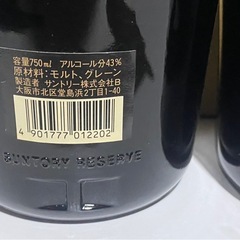 容量750㎖ アルコール分43%
原材料:モルト、グレーン
製造者 サントリー株式会社B
大阪市北区堂島浜2丁目1-40
4 901777 012202
SUNTORY RESERVE